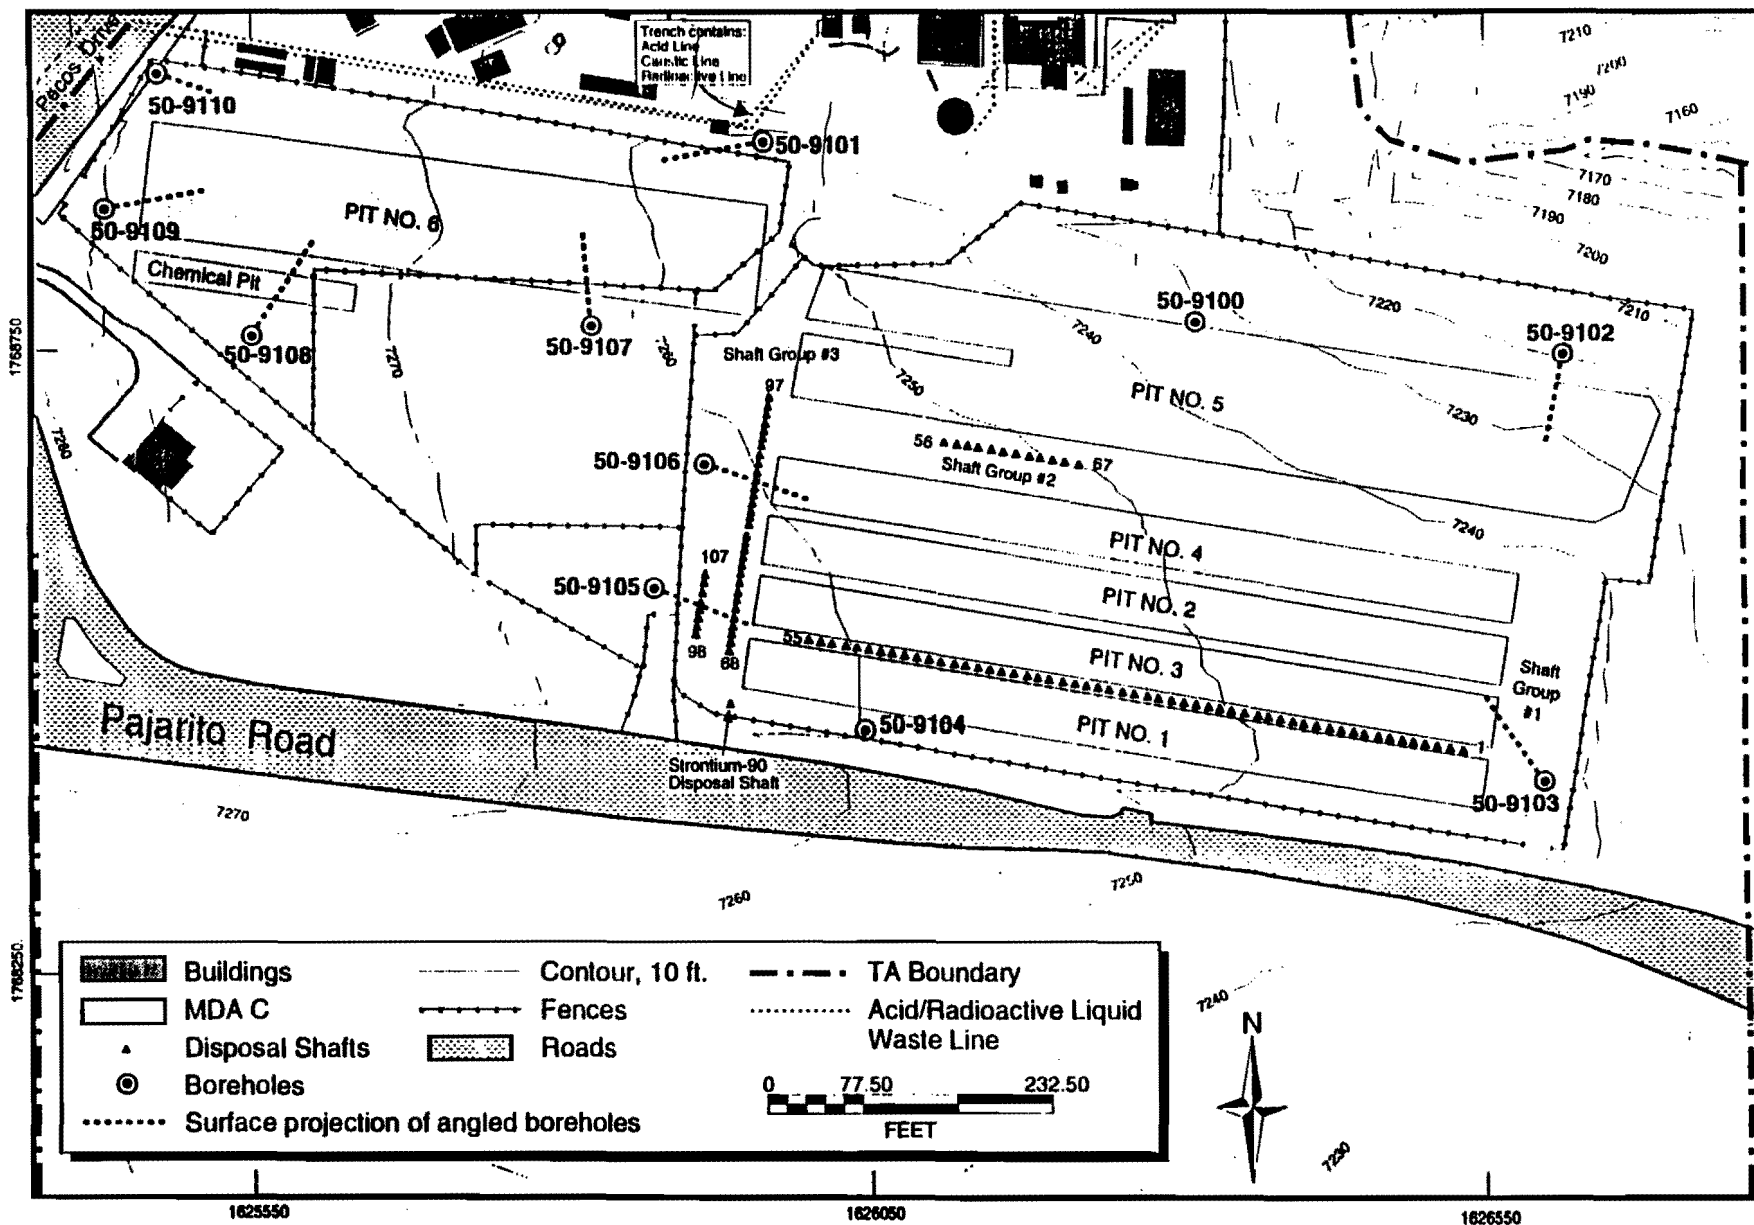 Pecos Drive
Trench contains:
Acid Line
Caustic Line
Radioactive Line
7210
7200
7190
7160
50-9110
50-9101
7170
7180
7190
7200
PIT NO. 6
50-9109
Chemical Pit
50-9100
7220
7210
50-9102
7240
50-9108
50-9107
7260
7270
Shaft Group #3
97
7250
PIT NO. 5
7230
7260
50-9106
56
67
Shaft Group #2
7240
PIT NO. 4
107
50-9105
PIT NO. 2
98
68
55
PIT NO. 3
Shaft
Group
#1
1
Pajarito Road
50-9104
PIT NO. 1
Strontium-90
Disposal Shaft
50-9103
7270
7260
7250
7240
7230
Buildings
MDA C
Disposal Shafts
Boreholes
Surface projection of angled boreholes
Contour, 10 ft.
Fences
Roads
TA Boundary
Acid/Radioactive Liquid
Waste Line
0 77.50 232.50
FEET
N
1768750
1768250
1625550
1626050
1626550